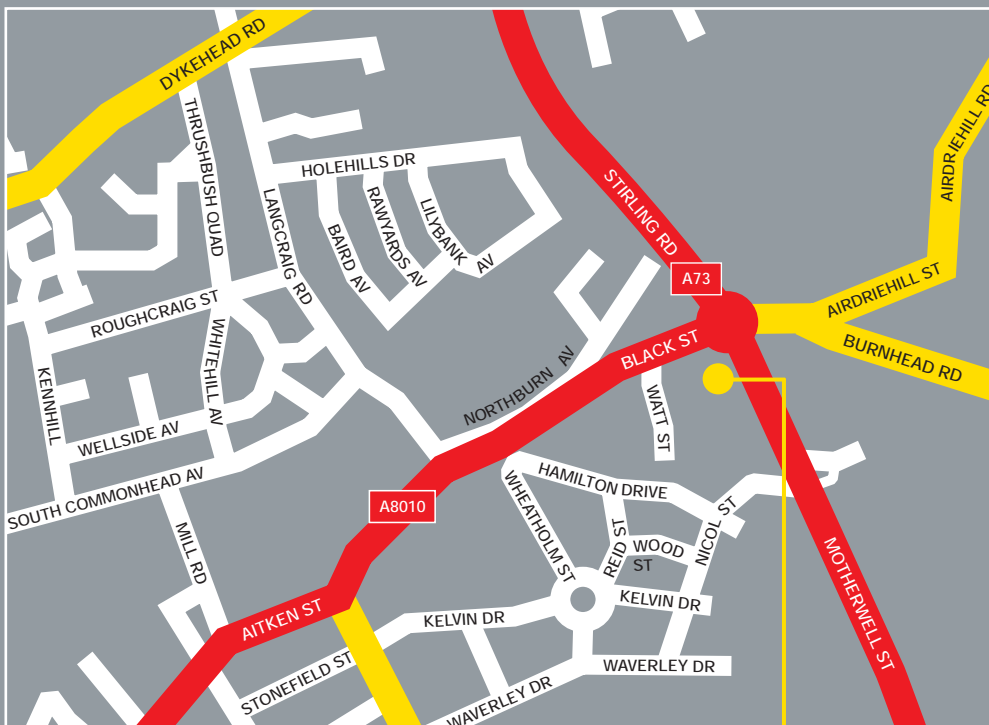 DYKEHEAD RD
THRUSHBUSH QUAD
HOLEHILLS DR
LANGCRAIG RD
BAIRD AV
RAWYARDS AV
LILYBANK AV
STIRLING RD
A73
AIRDRIEHILL RD
AIRDRIEHILL ST
BURNHEAD RD
ROUGHCRAIG ST
WHITEHILL AV
KENNHILL
WELLSIDE AV
SOUTH COMMONHEAD AV
NORTHBURN AV
BLACK ST
WATT ST
A8010
HAMILTON DRIVE
WHEATHOLM ST
REID ST
WOOD
ST
NICOL ST
MILL RD
AITKEN ST
KELVIN DR
KELVIN DR
STONEFIELD ST
WAVERLEY DR
WAVERLEY DR
MOTHERWELL ST